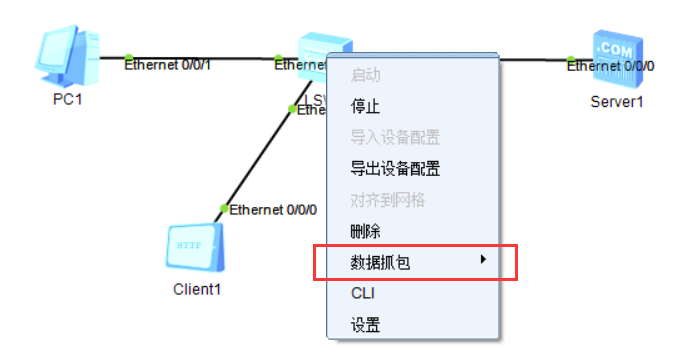 .COM
Ethernet 0/0/1
Ethernet
Ethernet 0/0/0
启动
PC1
LSW
Server1
停止
Ethe
导入设备配置
导出设备配置
对齐到网格
Ethernet 0/0/0
删除
HTTP
数据抓包
Client1
CLI
设置